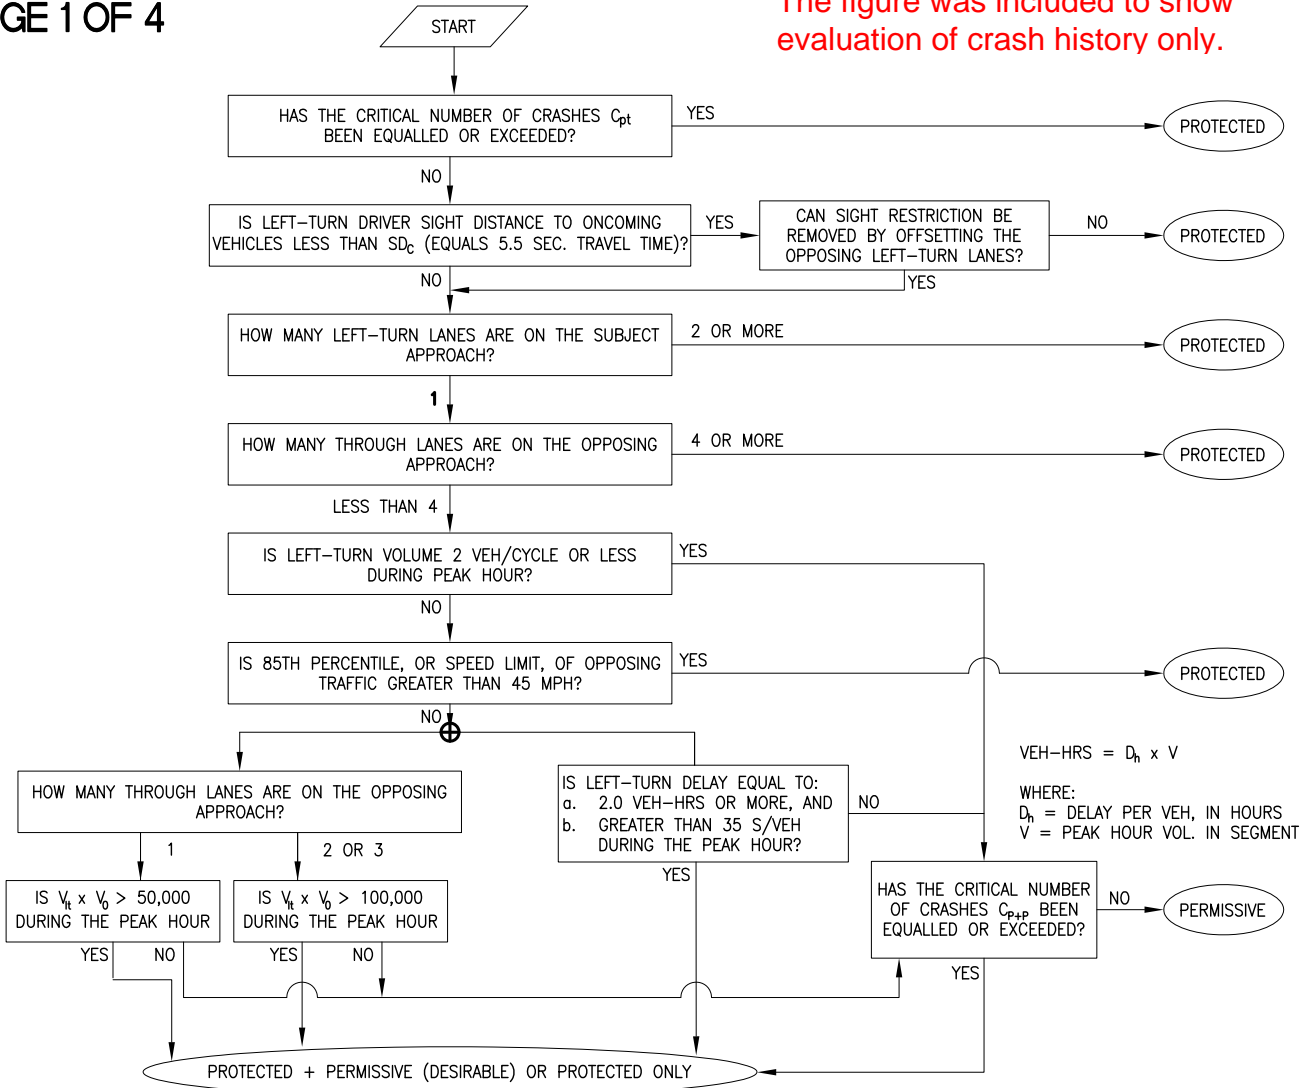 GE 1 OF 4
The figure was included to show
evaluation of crash history only.
START
HAS THE CRITICAL NUMBER OF CRASHES Cpt
BEEN EQUALLED OR EXCEEDED?
YES
PROTECTED
NO
IS LEFT-TURN DRIVER SIGHT DISTANCE TO ONCOMING
VEHICLES LESS THAN SDC (EQUALS 5.5 SEC. TRAVEL TIME)?
YES
CAN SIGHT RESTRICTION BE
REMOVED BY OFFSETTING THE
OPPOSING LEFT-TURN LANES?
NO
PROTECTED
NO
YES
HOW MANY LEFT-TURN LANES ARE ON THE SUBJECT
APPROACH?
2 OR MORE
PROTECTED
1
HOW MANY THROUGH LANES ARE ON THE OPPOSING
APPROACH?
4 OR MORE
PROTECTED
LESS THAN 4
IS LEFT-TURN VOLUME 2 VEH/CYCLE OR LESS
DURING PEAK HOUR?
YES
NO
IS 85TH PERCENTILE, OR SPEED LIMIT, OF OPPOSING
TRAFFIC GREATER THAN 45 MPH?
YES
PROTECTED
NO
HOW MANY THROUGH LANES ARE ON THE OPPOSING
APPROACH?
IS LEFT-TURN DELAY EQUAL TO:
a. 2.0 VEH-HRS OR MORE, AND
b. GREATER THAN 35 S/VEH
DURING THE PEAK HOUR?
NO
VEH-HRS = Dh x V
WHERE:
Dh = DELAY PER VEH, IN HOURS
V = PEAK HOUR VOL. IN SEGMENT
1
2 OR 3
YES
IS Vlt x V0 > 50,000
DURING THE PEAK HOUR
IS Vlt x V0 > 100,000
DURING THE PEAK HOUR
HAS THE CRITICAL NUMBER
OF CRASHES CP+P BEEN
EQUALLED OR EXCEEDED?
NO
PERMISSIVE
YES
NO
YES
NO
YES
PROTECTED + PERMISSIVE (DESIRABLE) OR PROTECTED ONLY